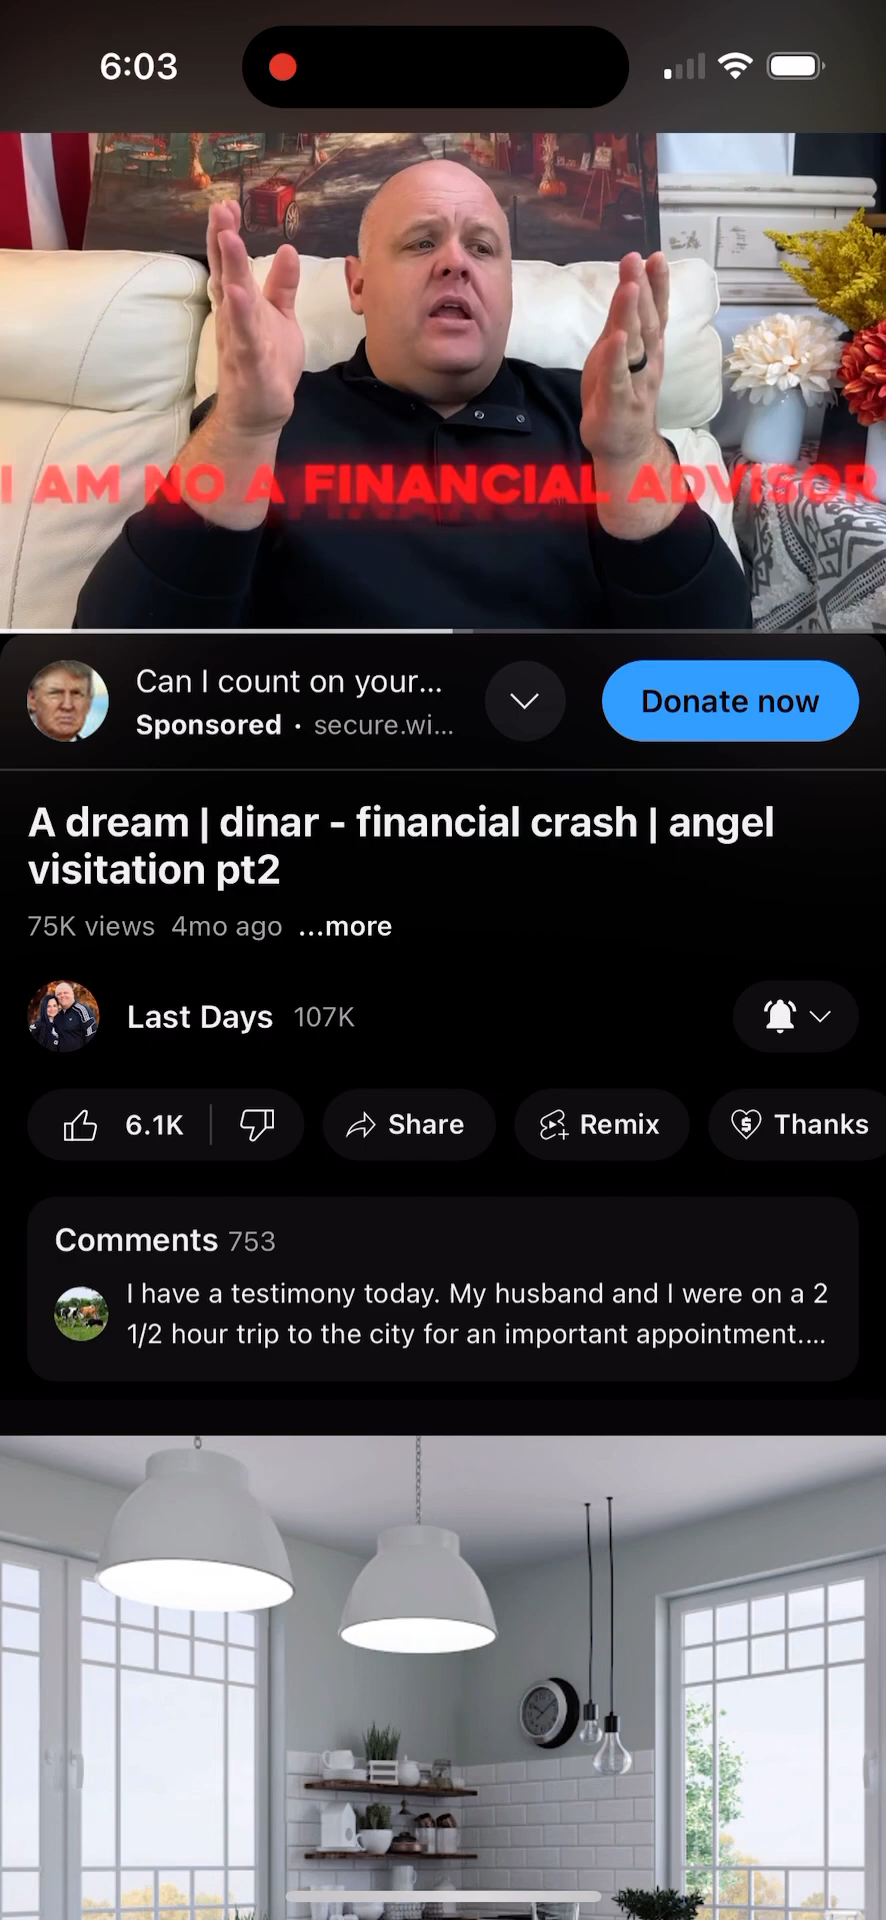 6:03
I AM NO A FINANCIAL ADVISOR
Can I count on your...
Sponsored · secure.wi...
Donate now
A dream | dinar - financial crash | angel
visitation pt2
75K views 4mo ago ...more
Last Days 107K
6.1K
Share
Remix
Thanks
Comments 753
I have a testimony today. My husband and I were on a 2
1/2 hour trip to the city for an important appointment....